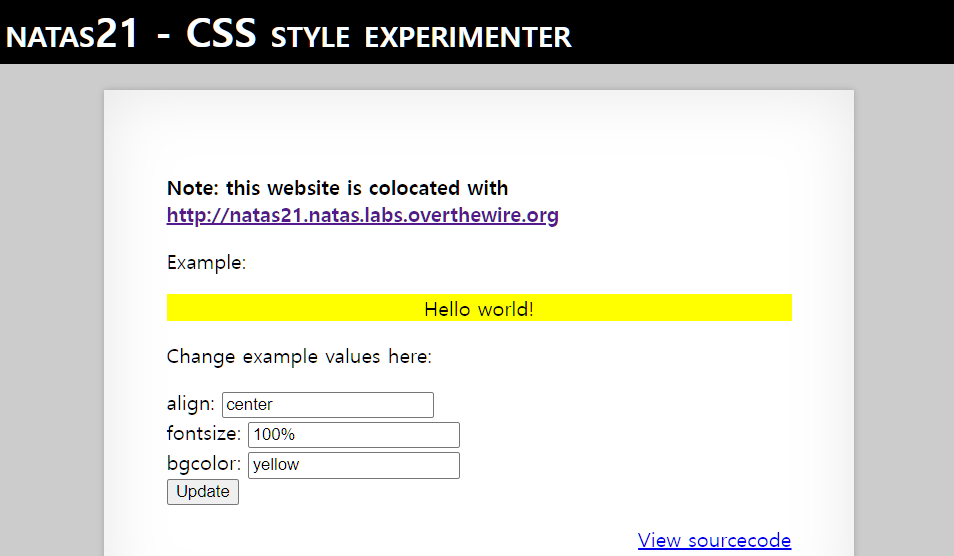 NATAS21 - CSS STYLE EXPERIMENTER
Note: this website is colocated with
http://natas21.natas.labs.overthewire.org
Example:
Hello world!
Change example values here:
align: center
fontsize: 100%
bgcolor: yellow
Update
View sourcecode